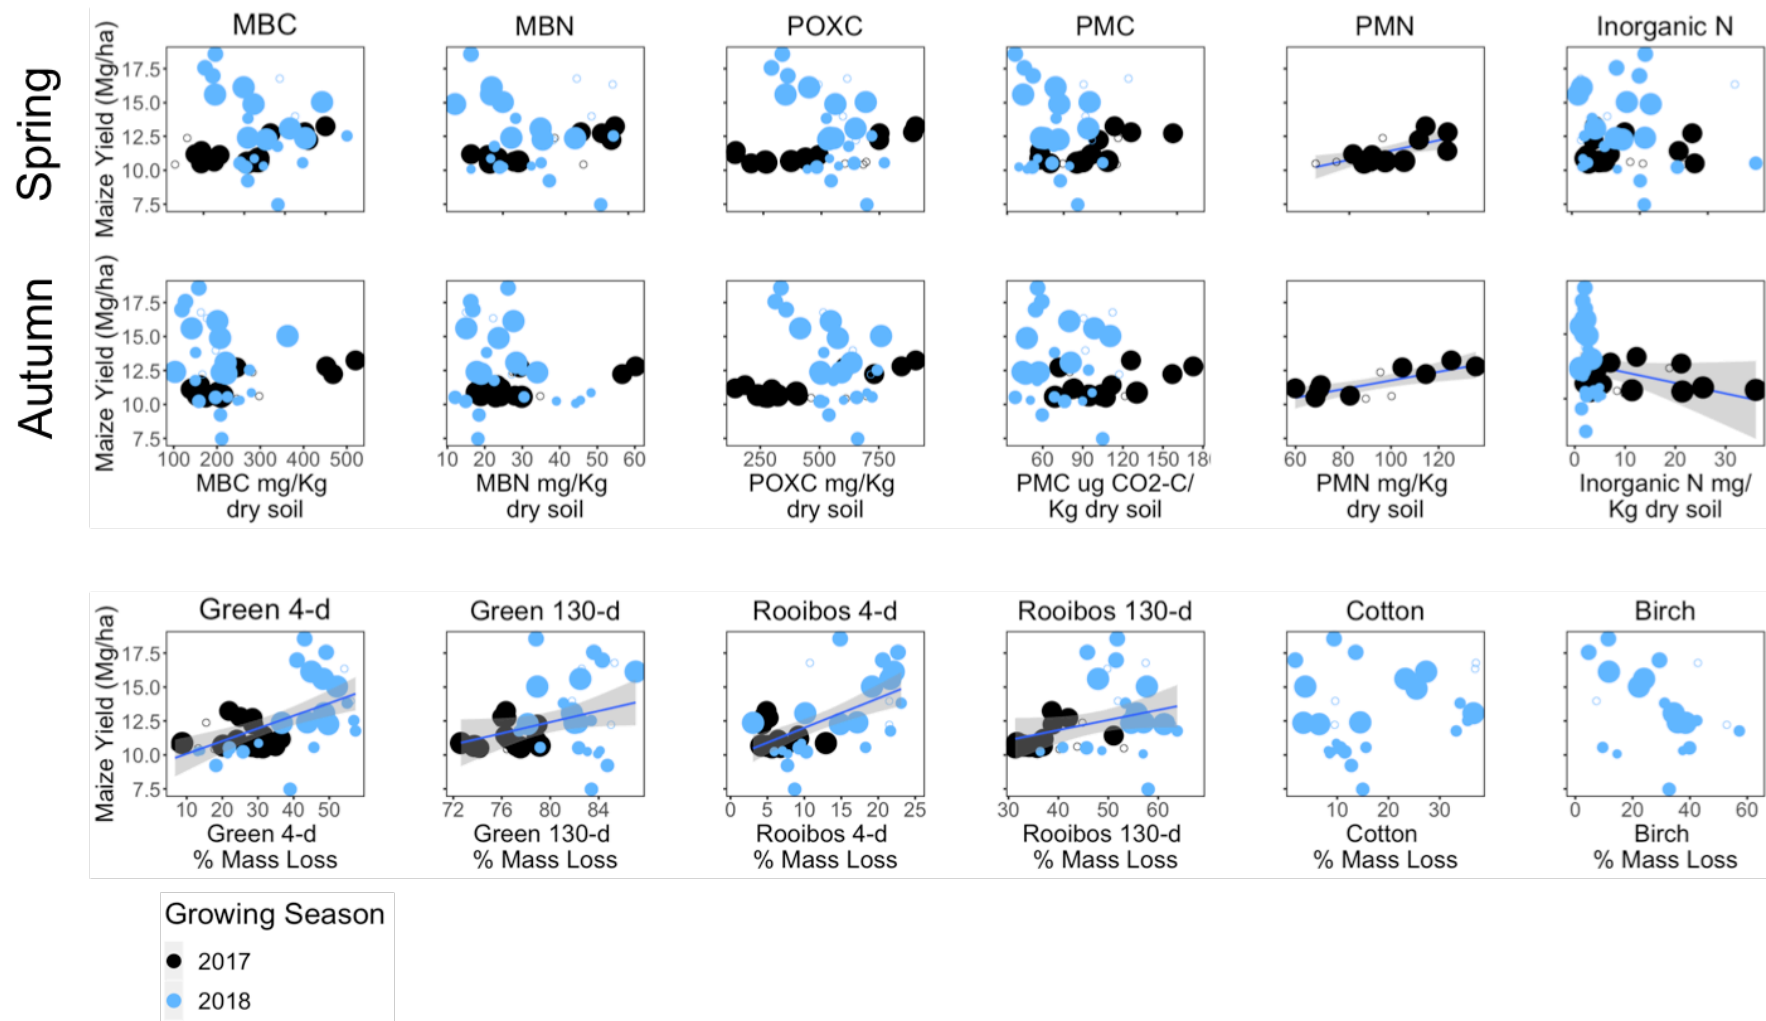 MBC MBN POXC PMC PMN Inorganic N
Spring
Maize Yield (Mg/ha)
17.5
15.0
12.5
10.0
7.5
Autumn
Maize Yield (Mg/ha)
17.5
15.0
12.5
10.0
7.5
100 200 300 400 500 10 20 30 40 50 60 250 500 750 60 90 120 150 18 60 80 100 120 0 10 20 30
MBC mg/Kg MBN mg/Kg POXC mg/Kg PMC ug CO2-C/ PMN mg/Kg Inorganic N mg/
dry soil dry soil dry soil Kg dry soil dry soil Kg dry soil
Green 4-d Green 130-d Rooibos 4-d Rooibos 130-d Cotton Birch
Maize Yield (Mg/ha)
17.5
15.0
12.5
10.0
7.5
10 20 30 40 50 72 76 80 84 0 5 10 15 20 25 30 40 50 60 10 20 30 0 20 40 60
Green 4-d Green 130-d Rooibos 4-d Rooibos 130-d Cotton Birch
% Mass Loss % Mass Loss % Mass Loss % Mass Loss % Mass Loss % Mass Loss
Growing Season
2017
2018